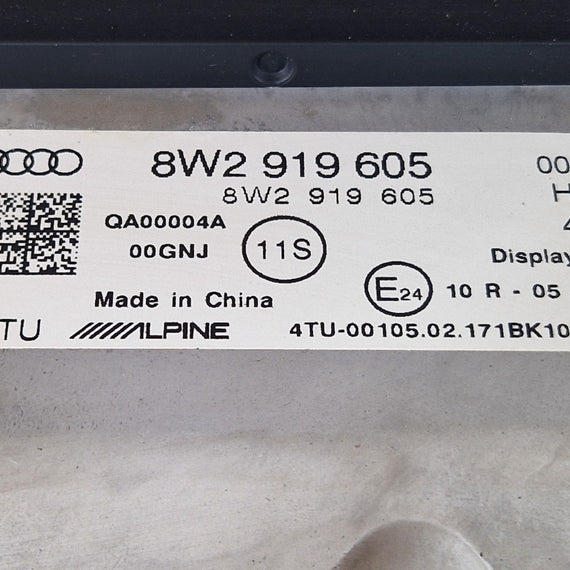 8W2 919 605 00
8W2 919 605 H
QA00004A
00GNJ 11S Display
E24 10 R - 05
Made in China
TU ALPINE 4TU-00105.02.171BK10